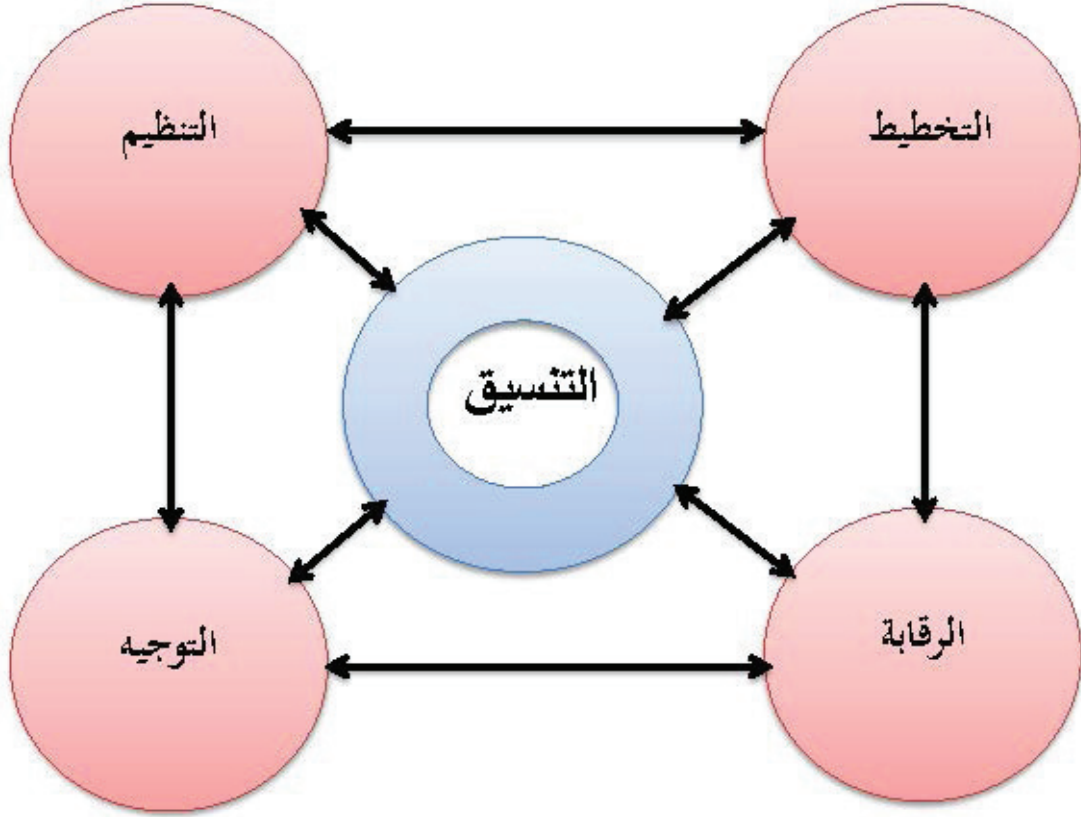 التخطيط
التنظيم
التنسيق
الرقابة
التوجيه